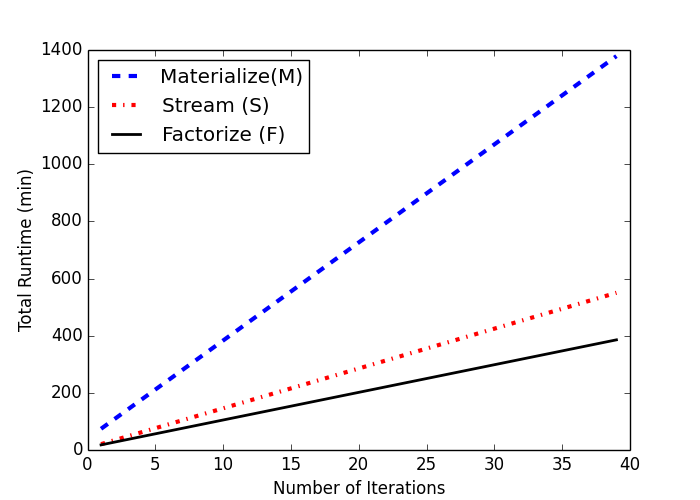 1400
1200
1000
800
600
400
200
0
Total Runtime (min)
Materialize(M)
Stream (S)
Factorize (F)
0 5 10 15 20 25 30 35 40
Number of Iterations